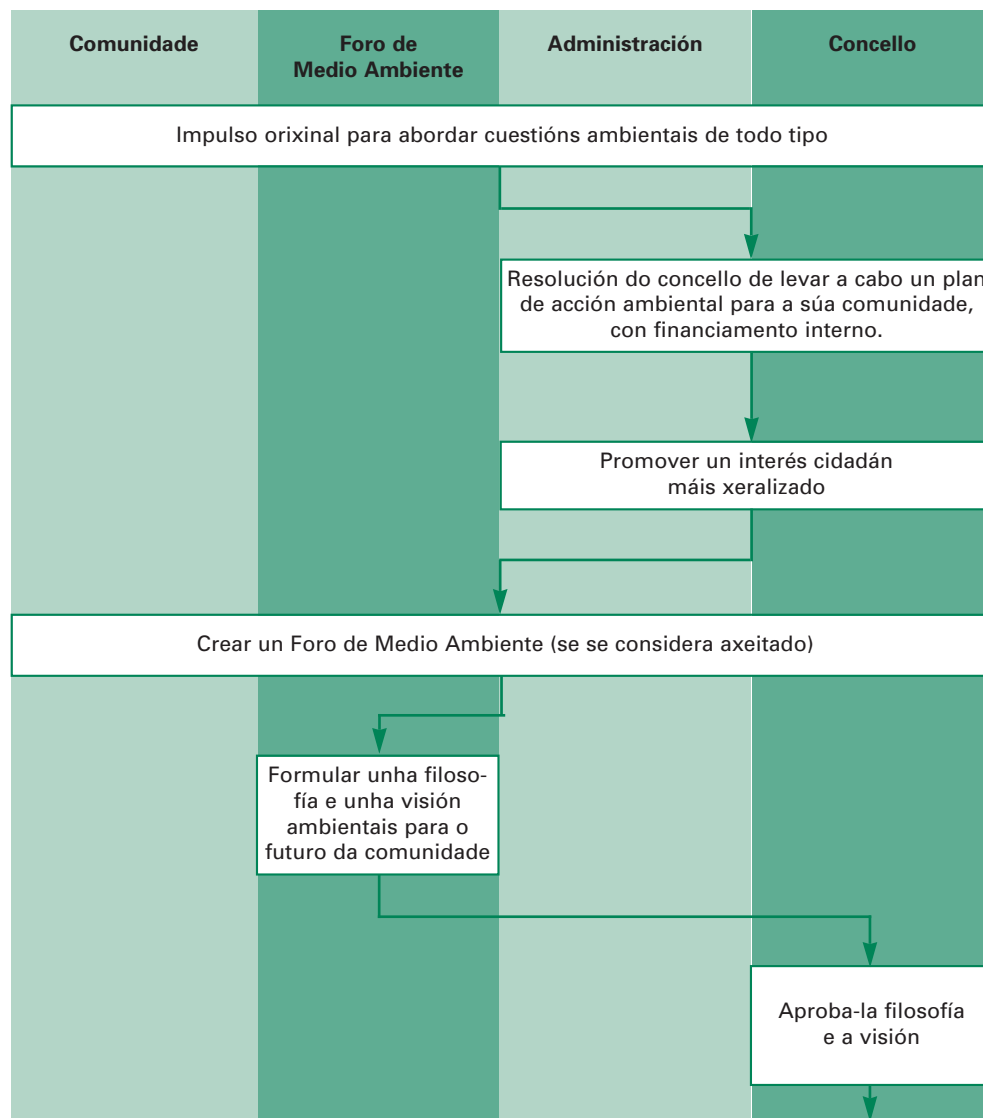 Comunidade
Foro de
Medio Ambiente
Administración
Concello
Impulso orixinal para abordar cuestións ambientais de todo tipo
Resolución do concello de levar a cabo un plan
de acción ambiental para a súa comunidade,
con financiamento interno.
Promover un interés cidadán
máis xeralizado
Crear un Foro de Medio Ambiente (se se considera axeitado)
Formular unha filoso-
fía e unha visión
ambientais para o
futuro da comunidade
Aproba-la filosofía
e a visión